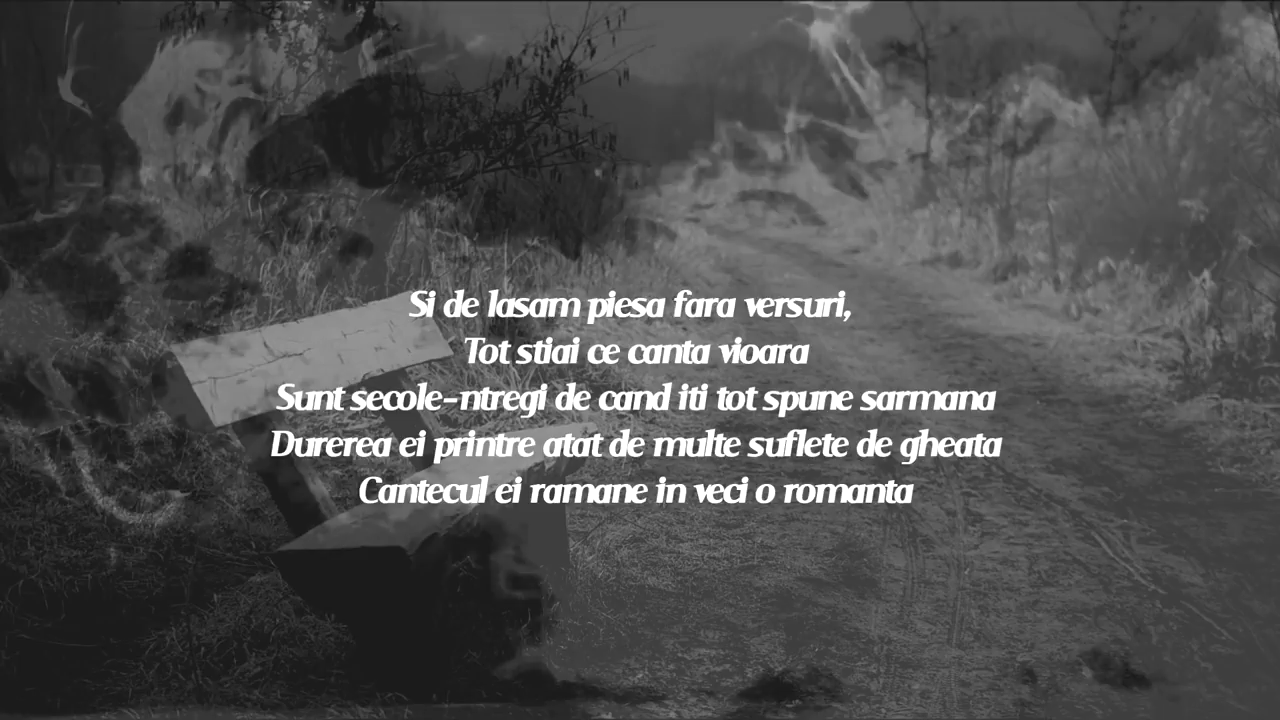 Si de lasam piesa fara versuri,
Tot stiai ce canta vioara
Sunt secole-ntregi de cand iti tot spune sarmana
Durerea ei printre atat de multe suflete de gheata
Cantecul ei ramane in veci o romanta